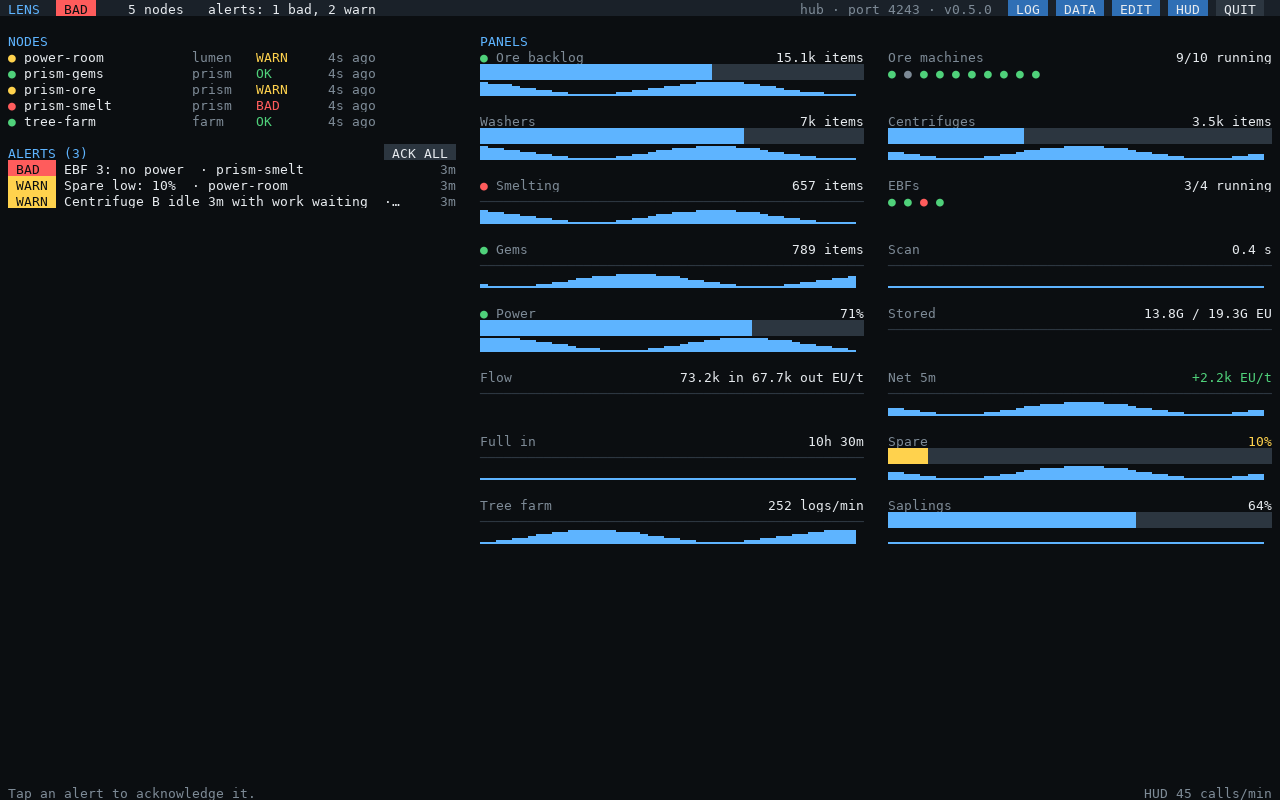 LENS BAD 5 nodes alerts: 1 bad, 2 warn hub · port 4243 · v0.5.0 LOG DATA EDIT HUD QUIT
NODES
power-room lumen WARN 4s ago
prism-gems prism OK 4s ago
prism-ore prism WARN 4s ago
prism-smelt prism BAD 4s ago
tree-farm farm OK 4s ago
ALERTS (3) ACK ALL
BAD EBF 3: no power · prism-smelt 3m
WARN Spare low: 10% · power-room 3m
WARN Centrifuge B idle 3m with work waiting ·… 3m
PANELS
Ore backlog 15.1k items
Ore machines 9/10 running
Washers 7k items
Centrifuges 3.5k items
Smelting 657 items
EBFs 3/4 running
Gems 789 items
Scan 0.4 s
Power 71%
Stored 13.8G / 19.3G EU
Flow 73.2k in 67.7k out EU/t
Net 5m +2.2k EU/t
Full in 10h 30m
Spare 10%
Tree farm 252 logs/min
Saplings 64%
Tap an alert to acknowledge it. HUD 45 calls/min